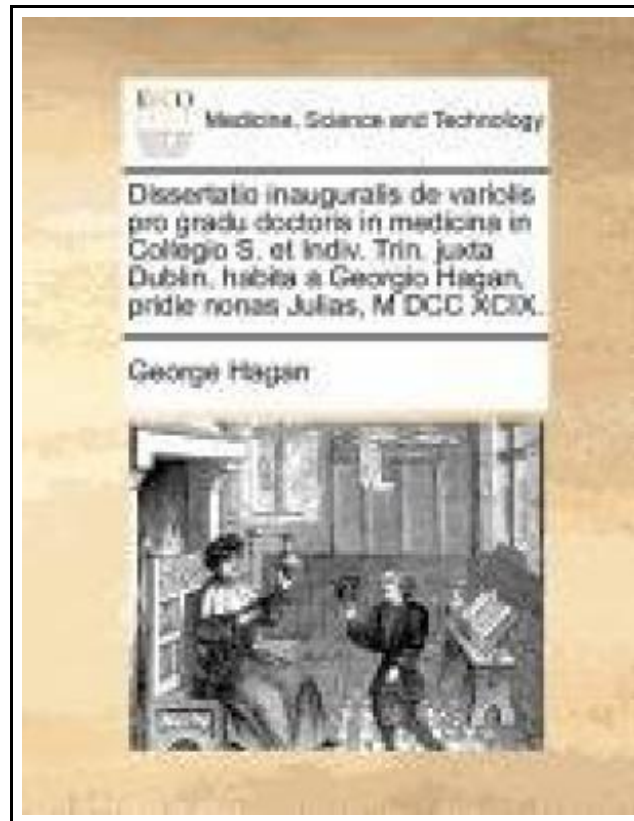 ECCO
Medicine, Science and Technology
Dissertatio inauguralis de variolis
pro gradu doctoris in medicina in
Collegio S. et Indiv. Trin. juxta
Dublin. habita a Georgio Hagan,
pridie nonas Julias, M DCC XCIX.
George Hagan